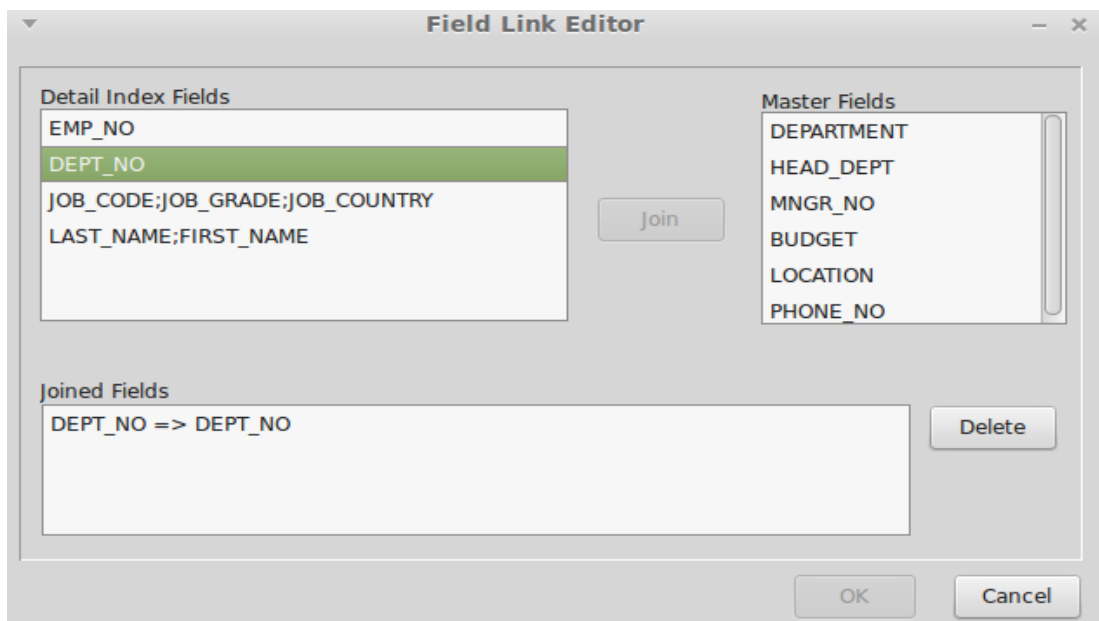 Field Link Editor
Detail Index Fields
EMP_NO
DEPT_NO
JOB_CODE;JOB_GRADE;JOB_COUNTRY
LAST_NAME;FIRST_NAME
Join
Master Fields
DEPARTMENT
HEAD_DEPT
MNGR_NO
BUDGET
LOCATION
PHONE_NO
Joined Fields
DEPT_NO => DEPT_NO
Delete
OK
Cancel